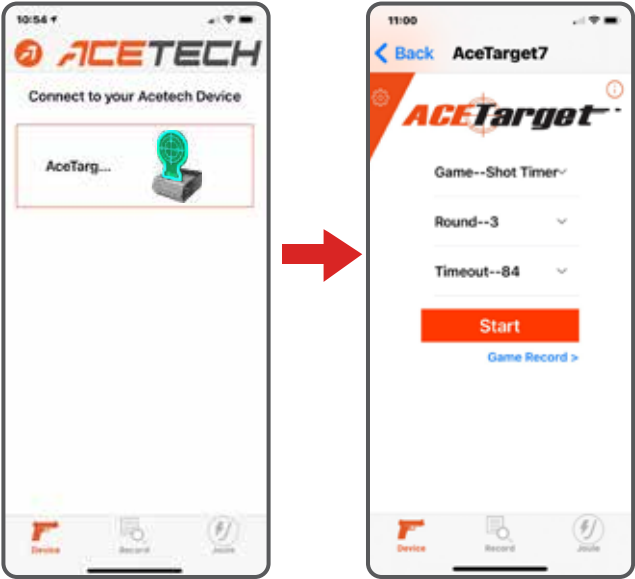 10:54
ACETECH
Connect to your Acetech Device
AceTarg...
Device
Record
Joule
11:00
Back
AceTarget7
ACETarget
Game--Shot Timer
Round--3
Timeout--84
Start
Game Record >
Device
Record
Joule